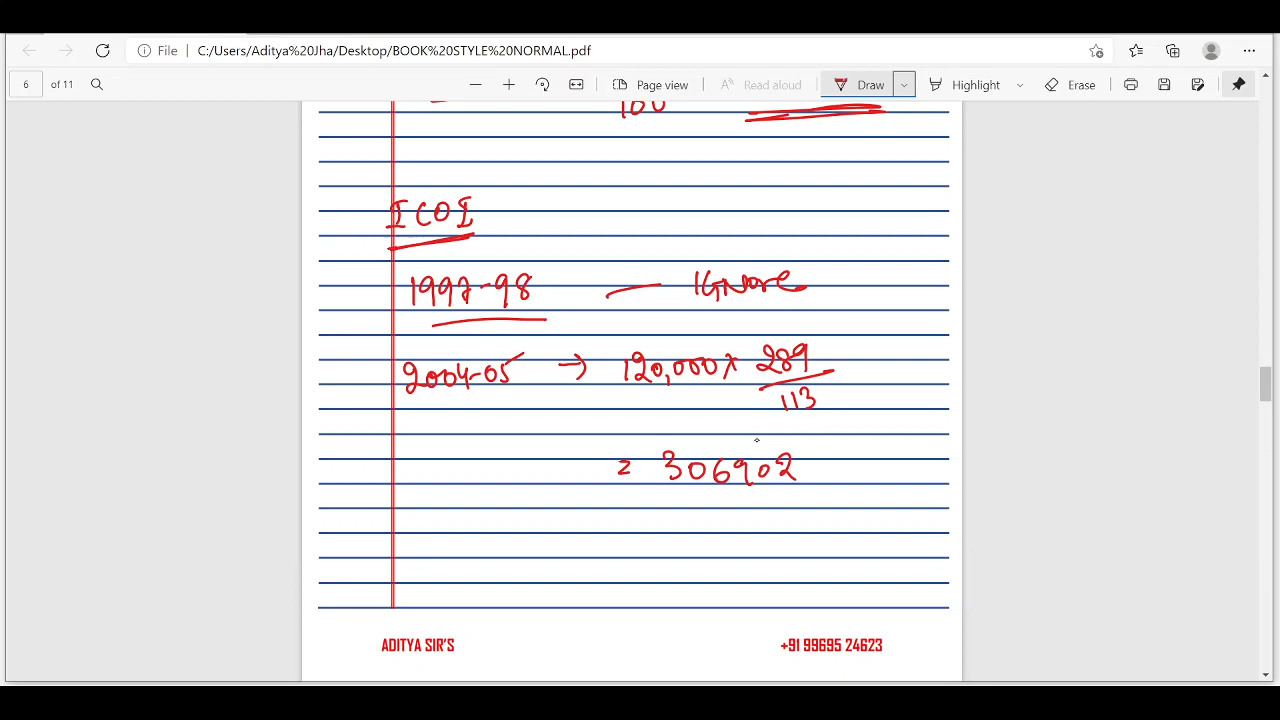 File C:/Users/Aditya%20Jha/Desktop/BOOK%20STYLE%20NORMAL.pdf
6 of 11 Page view Read aloud Draw Highlight Erase
100
ICOI
1997-98 — IGNore
2004-05 → 120,000 x 289
113
= 306902
ADITYA SIR'S +91 99695 24623